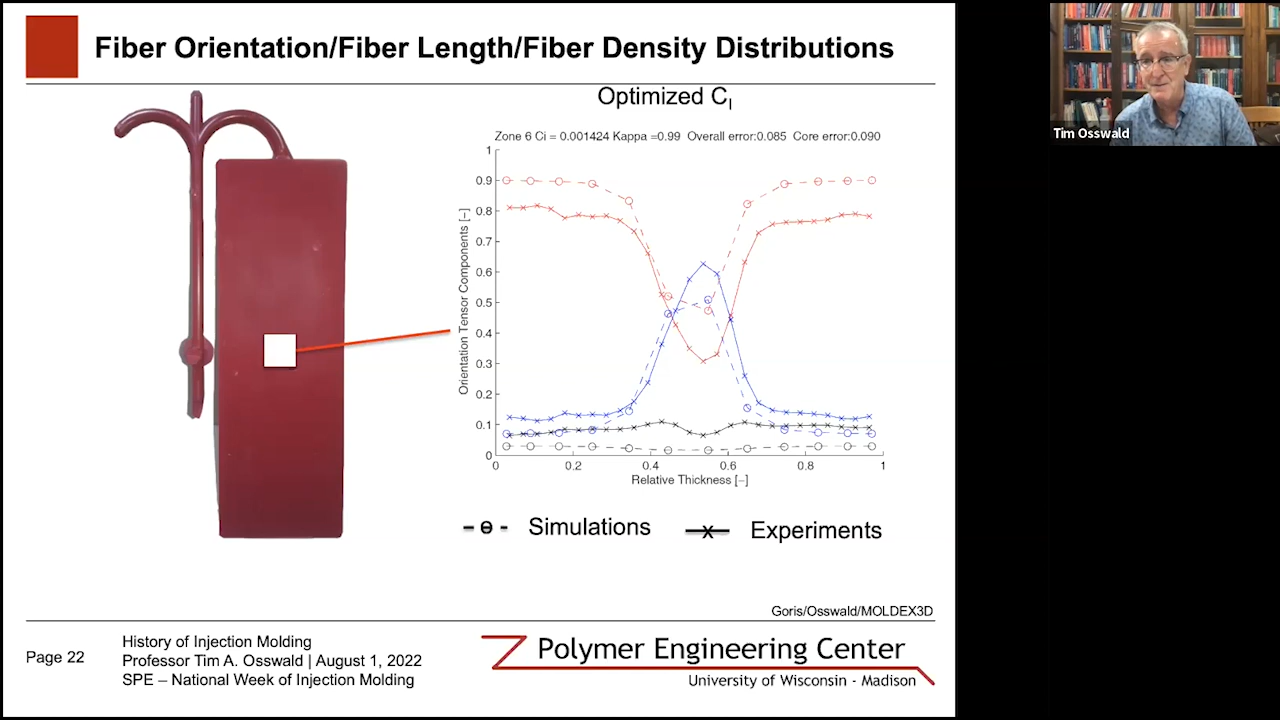 Fiber Orientation/Fiber Length/Fiber Density Distributions
Optimized CI
Zone 6 Ci = 0.001424 Kappa =0.99 Overall error:0.085 Core error:0.090
Orientation Tensor Components [–]
1
0.9
0.8
0.7
0.6
0.5
0.4
0.3
0.2
0.1
0
0 0.2 0.4 0.6 0.8 1
Relative Thickness [–]
Simulations Experiments
Goris/Osswald/MOLDEX3D
Page 22
History of Injection Molding
Professor Tim A. Osswald | August 1, 2022
SPE – National Week of Injection Molding
Polymer Engineering Center
University of Wisconsin - Madison
Tim Osswald